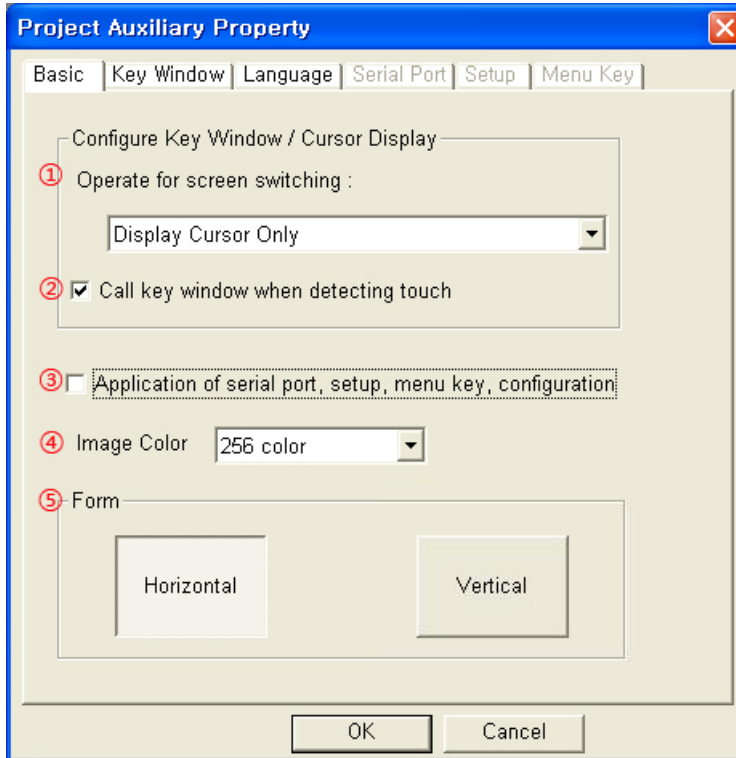 Project Auxiliary Property
Basic Key Window Language Serial Port Setup Menu Key
Configure Key Window / Cursor Display
① Operate for screen switching :
Display Cursor Only
② Call key window when detecting touch
③ Application of serial port, setup, menu key, configuration
④ Image Color 256 color
⑤ Form
Horizontal Vertical
OK Cancel